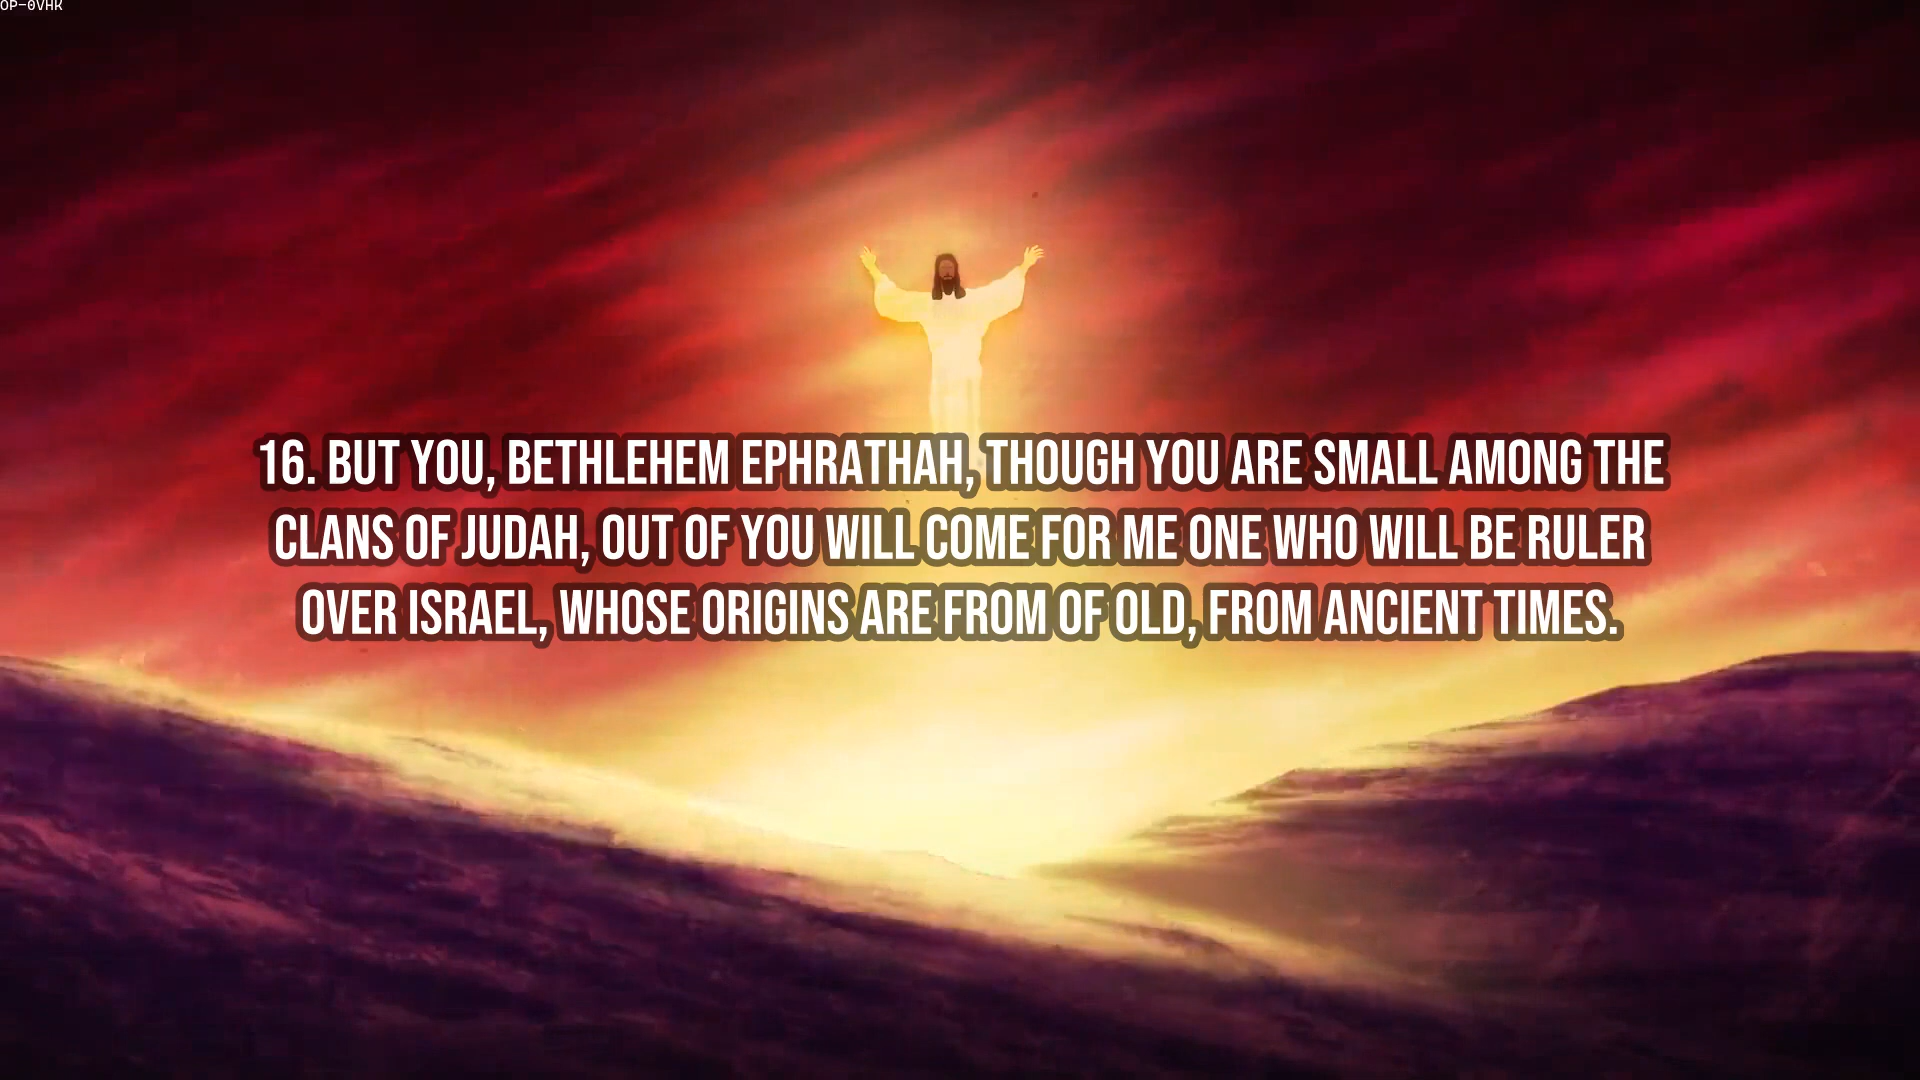 OP-0VHK
16. BUT YOU, BETHLEHEM EPHRATHAH, THOUGH YOU ARE SMALL AMONG THE
CLANS OF JUDAH, OUT OF YOU WILL COME FOR ME ONE WHO WILL BE RULER
OVER ISRAEL, WHOSE ORIGINS ARE FROM OF OLD, FROM ANCIENT TIMES.